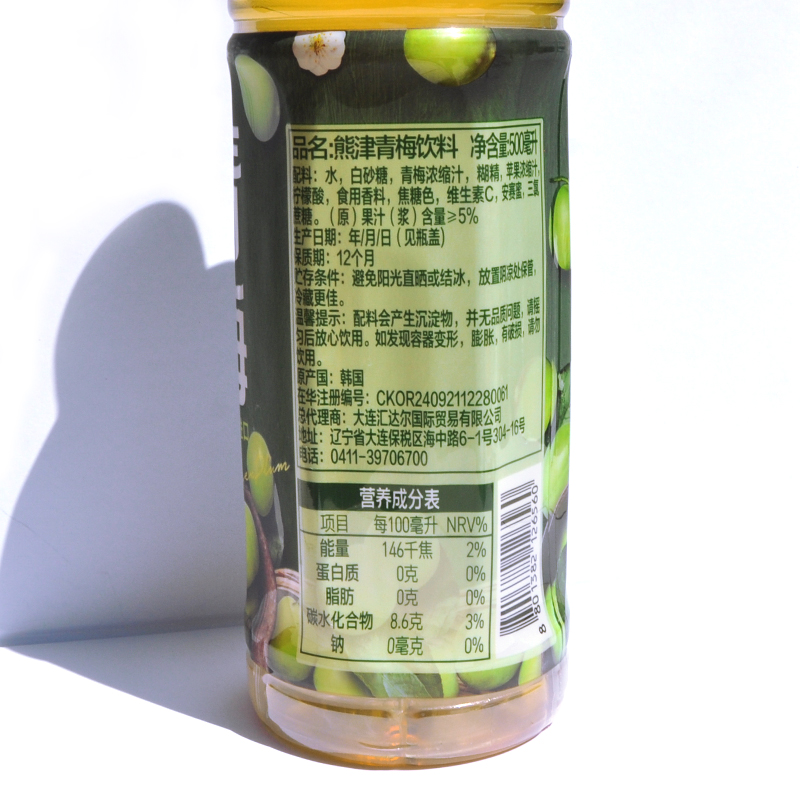 品名:熊津青梅饮料 净含量:500毫升
配料：水，白砂糖，青梅浓缩汁，糊精，苹果浓缩汁，
柠檬酸，食用香料，焦糖色，维生素C，安赛蜜，三氯
蔗糖。（原）果汁（浆）含量≥5%
生产日期：年/月/日（见瓶盖）
保质期：12个月
贮存条件：避免阳光直晒或结冰，放置阴凉处保管，
冷藏更佳。
温馨提示：配料会产生沉淀物，并无品质问题，请摇
匀后放心饮用。如发现容器变形，膨胀，有破损，请勿
饮用。
原产国：韩国
在华注册编号：CKOR24092112280061
总代理商：大连汇达尔国际贸易有限公司
地址：辽宁省大连保税区海中路6-1号304-16号
电话：0411-39706700
营养成分表
项目 每100毫升 NRV%
能量 146千焦 2%
蛋白质 0克 0%
脂肪 0克 0%
碳水化合物 8.6克 3%
钠 0毫克 0%
8 801382 126560